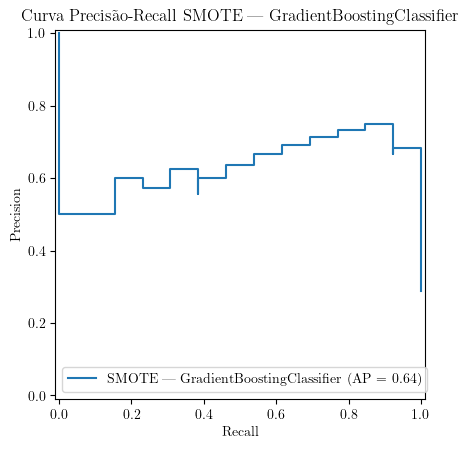 Curva Precisão-Recall SMOTE — GradientBoostingClassifier
1.0
0.8
0.6
0.4
0.2
0.0
Precision
SMOTE — GradientBoostingClassifier (AP = 0.64)
0.0 0.2 0.4 0.6 0.8 1.0
Recall